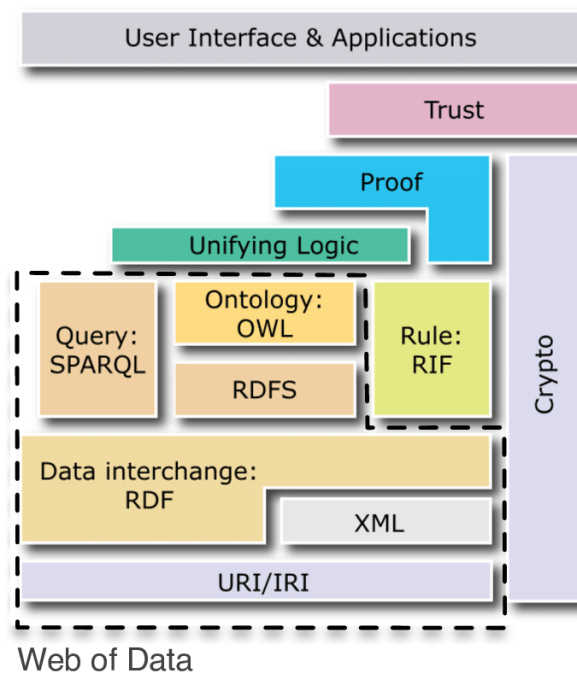 User Interface & Applications
Trust
Proof
Unifying Logic
Query:
SPARQL
Ontology:
OWL
RDFS
Rule:
RIF
Crypto
Data interchange:
RDF
XML
URI/IRI
Web of Data